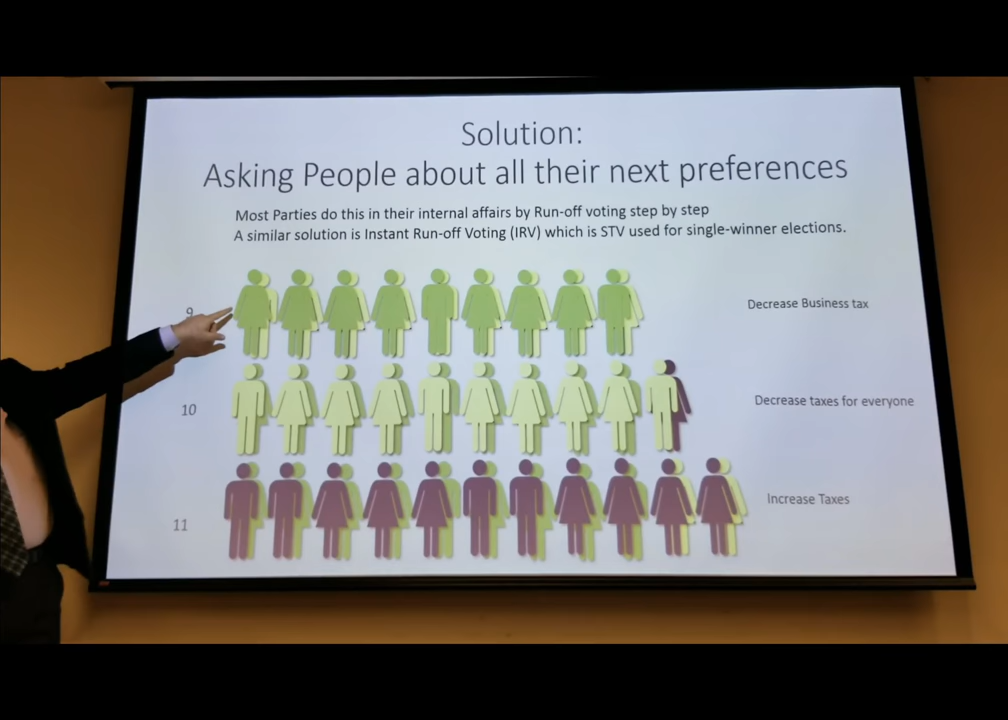 Solution:
Asking People about all their next preferences
Most Parties do this in their internal affairs by Run-off voting step by step
A similar solution is Instant Run-off Voting (IRV) which is STV used for single-winner elections.
9
Decrease Business tax
10
Decrease taxes for everyone
11
Increase Taxes